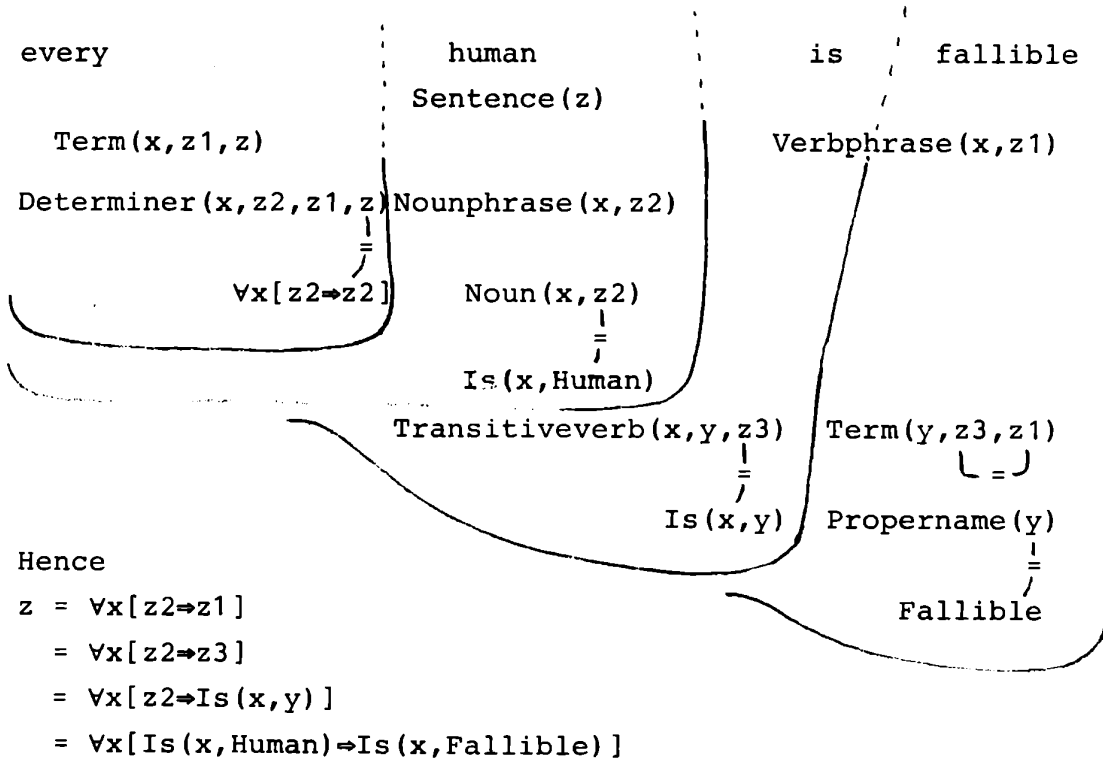 every human is fallible
Sentence(z)
Term(x,z1,z) Verbphrase(x,z1)
Determiner(x,z2,z1,z) Nounphrase(x,z2)
=
∀x[z2⇒z2] Noun(x,z2)
=
Is(x,Human)
Transitiveverb(x,y,z3) Term(y,z3,z1)
= =
Is(x,y) Propername(y)
=
Fallible
Hence
z = ∀x[z2⇒z1]
= ∀x[z2⇒z3]
= ∀x[z2⇒Is(x,y)]
= ∀x[Is(x,Human)⇒Is(x,Fallible)]